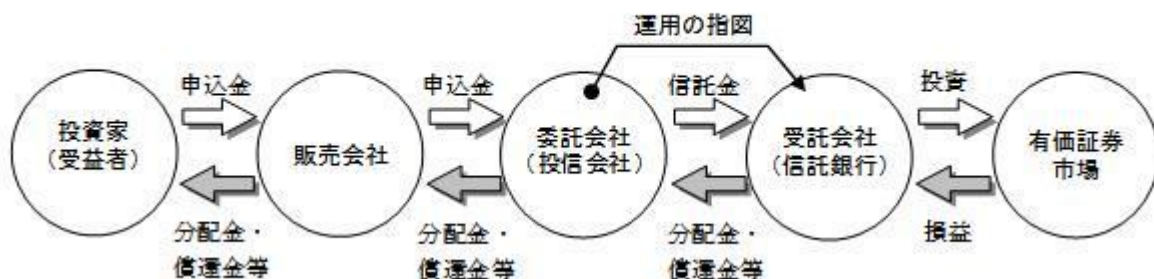 運用の指図
申込金
申込金
信託金
投資
投資家
（受益者）
販売会社
委託会社
（投信会社）
受託会社
（信託銀行）
有価証券
市場
分配金・
償還金等
分配金・
償還金等
分配金・
償還金等
損益